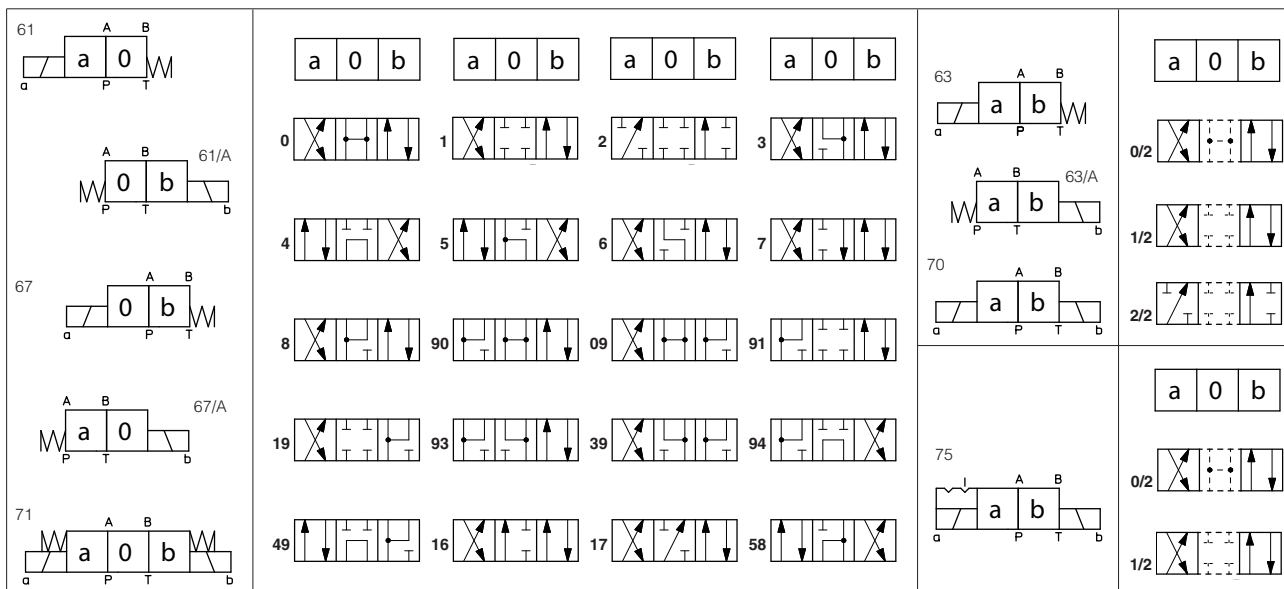 61
A B
a 0
a P T
A B
61/A
0 b
P T b
67
A B
0 b
a P T
A B
67/A
a 0
P T b
71
A B
a 0 b
a P T b
a 0 b a 0 b a 0 b a 0 b
0 1 2 3
4 5 6 7
8 90 09 91
19 93 39 94
49 16 17 58
63
A B
a b
a P T
A B
63/A
a b
P T b
70
A B
a b
a P T b
a 0 b
0/2
1/2
2/2
75
A B
a b
a P T b
a 0 b
0/2
1/2